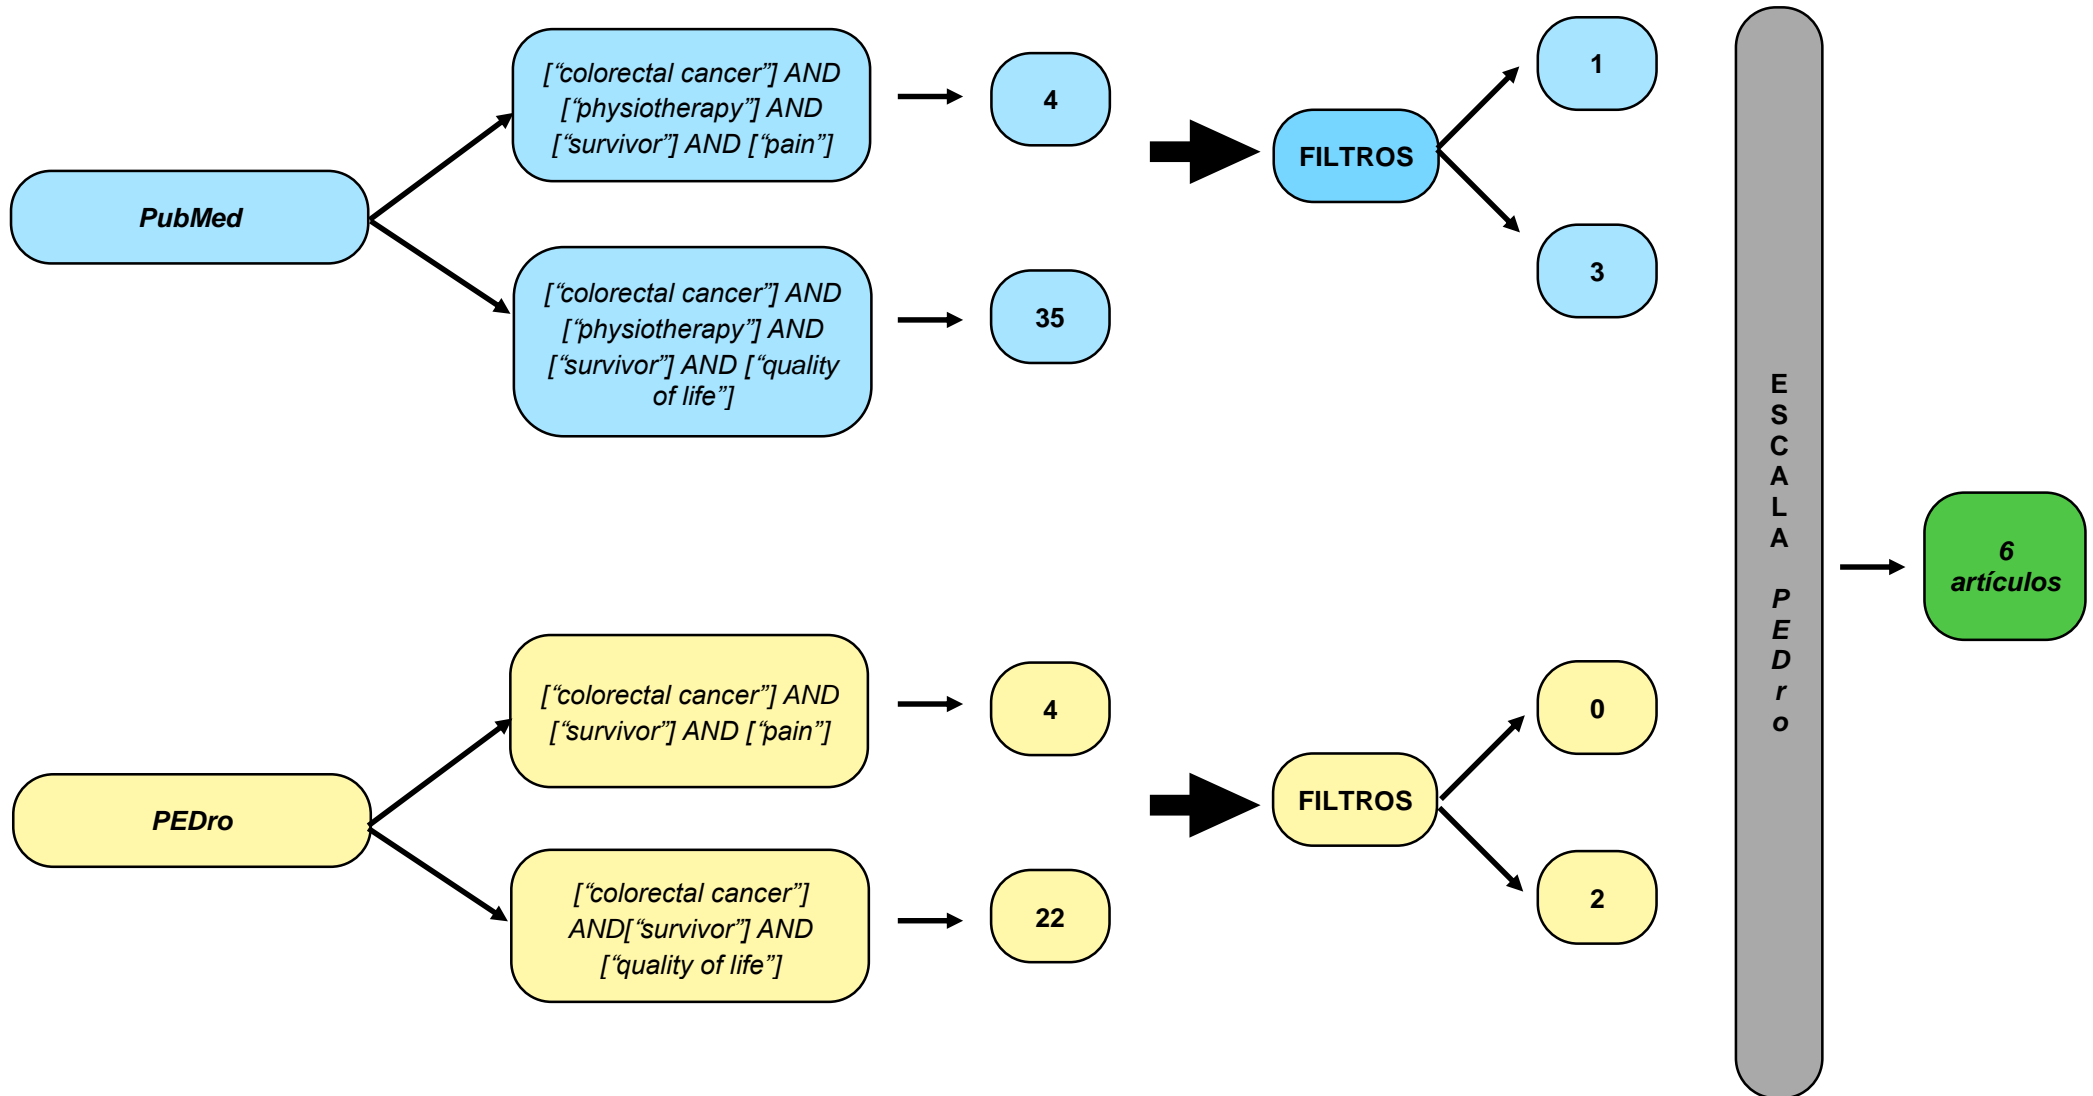 PubMed
[“colorectal cancer”] AND
[“physiotherapy”] AND
[“survivor”] AND [“pain”]
4
[“colorectal cancer”] AND
[“physiotherapy”] AND
[“survivor”] AND [“quality
of life”]
35
FILTROS
1
3
PEDro
[“colorectal cancer”] AND
[“survivor”] AND [“pain”]
4
[“colorectal cancer”]
AND[“survivor”] AND
[“quality of life”]
22
FILTROS
0
2
E
S
C
A
L
A
P
E
D
r
o
6
artículos